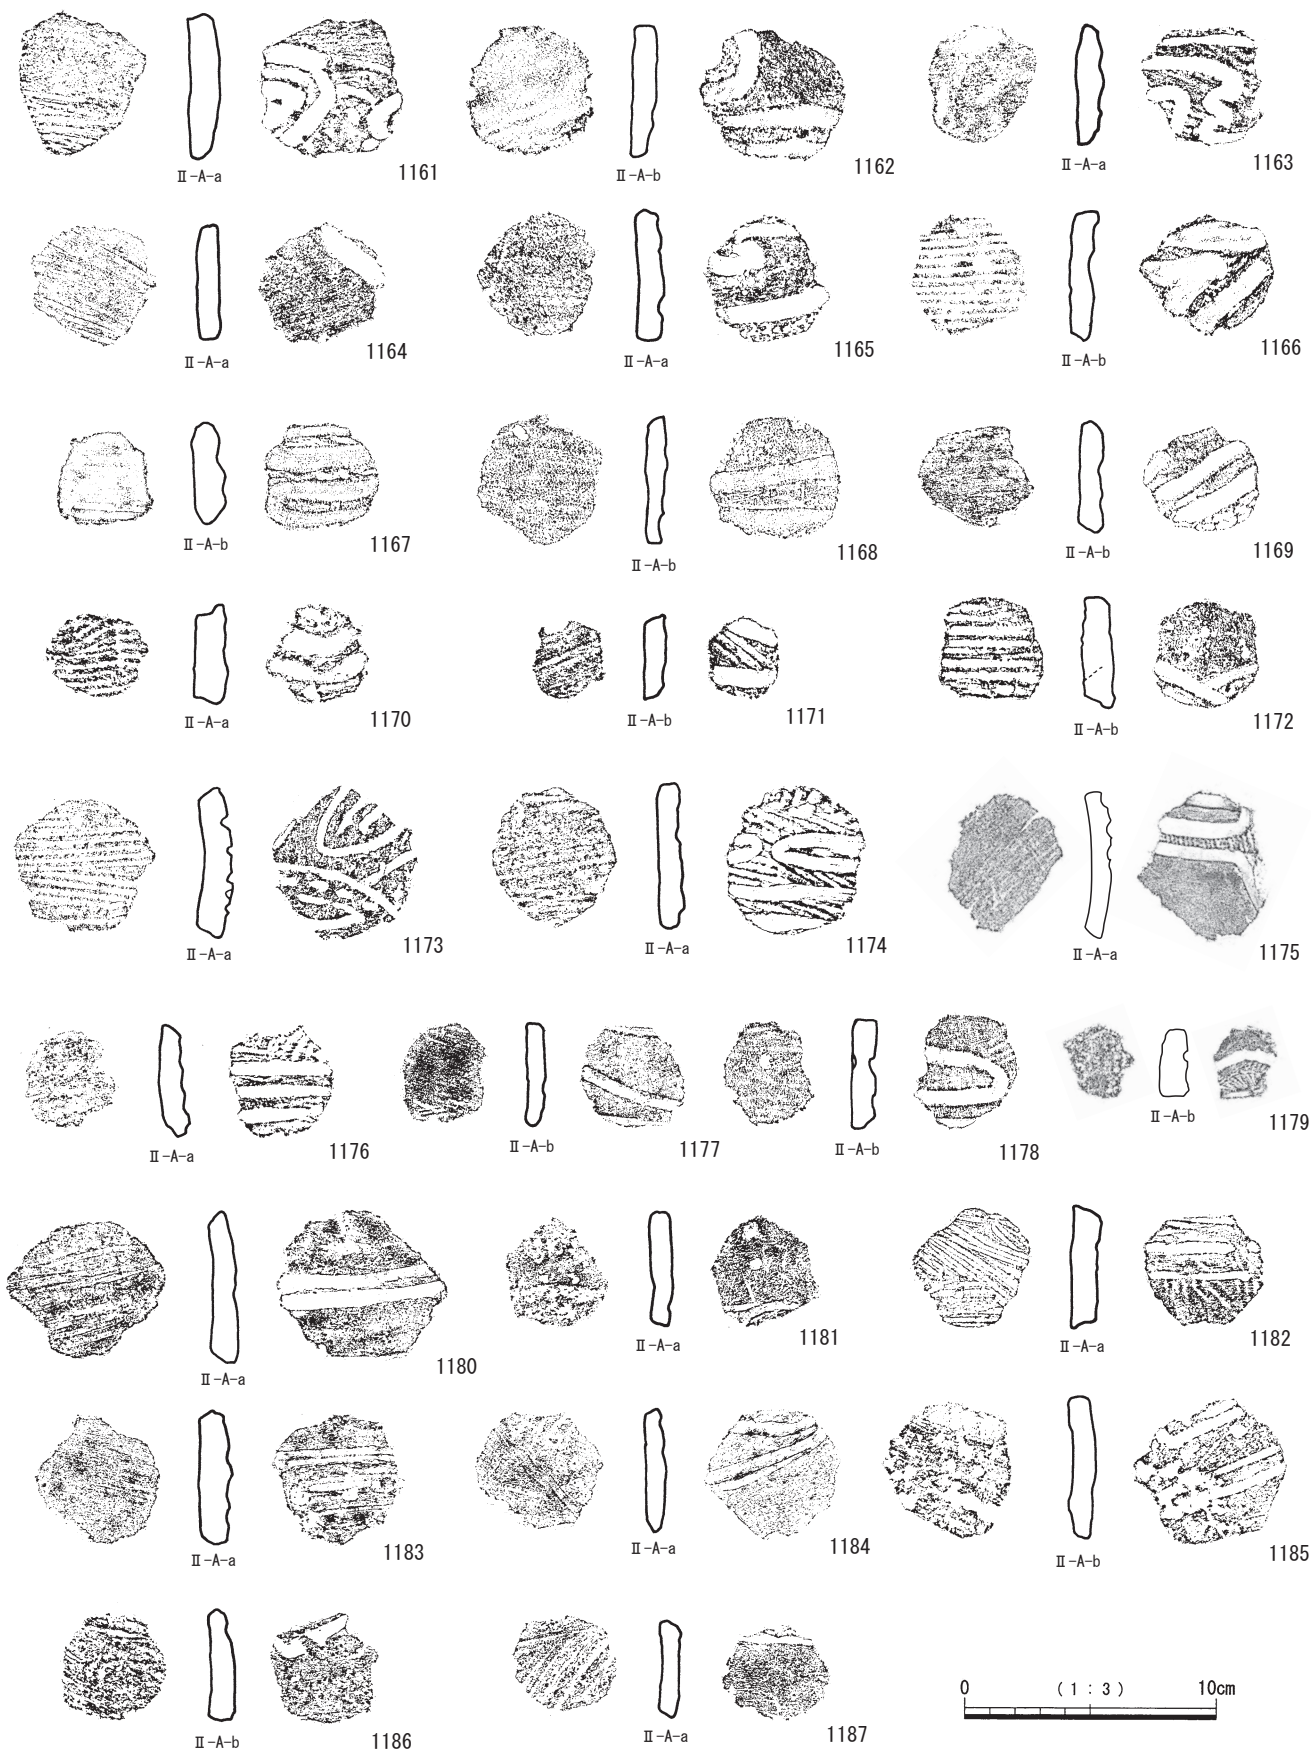 Ⅱ-A-a
1161
Ⅱ-A-b
1162
Ⅱ-A-a
1163
Ⅱ-A-a
1164
Ⅱ-A-a
1165
Ⅱ-A-b
1166
Ⅱ-A-b
1167
Ⅱ-A-b
1168
Ⅱ-A-b
1169
Ⅱ-A-a
1170
Ⅱ-A-b
1171
Ⅱ-A-b
1172
Ⅱ-A-a
1173
Ⅱ-A-a
1174
Ⅱ-A-a
1175
Ⅱ-A-a
1176
Ⅱ-A-b
1177
Ⅱ-A-b
1178
Ⅱ-A-b
1179
Ⅱ-A-a
1180
Ⅱ-A-a
1181
Ⅱ-A-a
1182
Ⅱ-A-a
1183
Ⅱ-A-a
1184
Ⅱ-A-b
1185
Ⅱ-A-b
1186
Ⅱ-A-a
1187
0 (1:3) 10cm